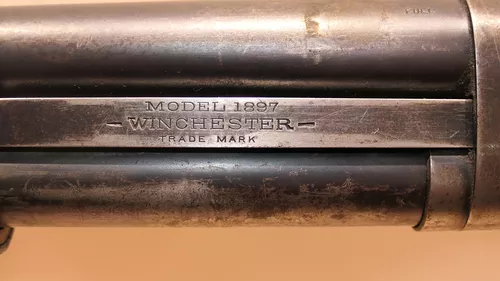 MODEL 1897
-WINCHESTER-
TRADE MARK